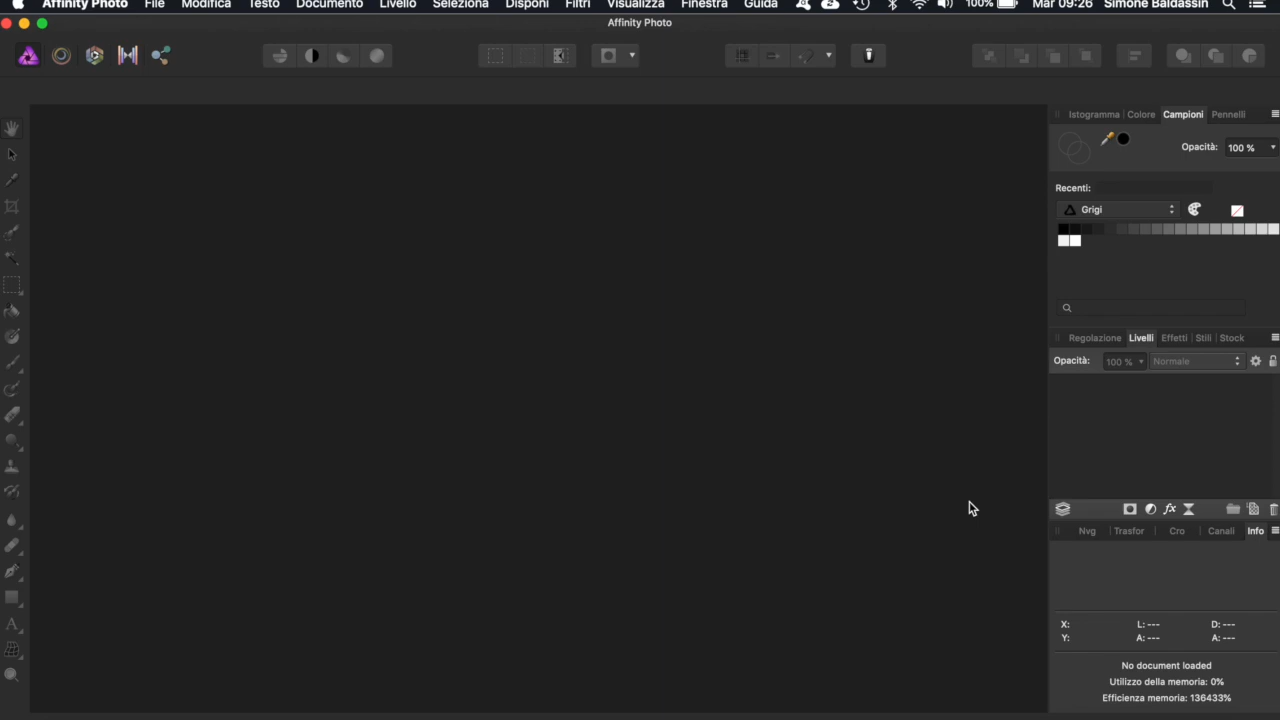 Affinity Photo File Modifica Testo Documento Livello Seleziona Disponi Filtri Visualizza Finestra Guida 2 100% Mar 09:26 Simone Baldassin
Affinity Photo
Istogramma Colore Campioni Pennelli
Opacità: 100 %
Recenti:
Grigi
Regolazione Livelli Effetti Stili Stock
Opacità: 100 % Normale
fx
Nvg Trasfor Cro Canali Info
X: L: --- D: ---
Y: A: --- A: ---
No document loaded
Utilizzo della memoria: 0%
Efficienza memoria: 136433%